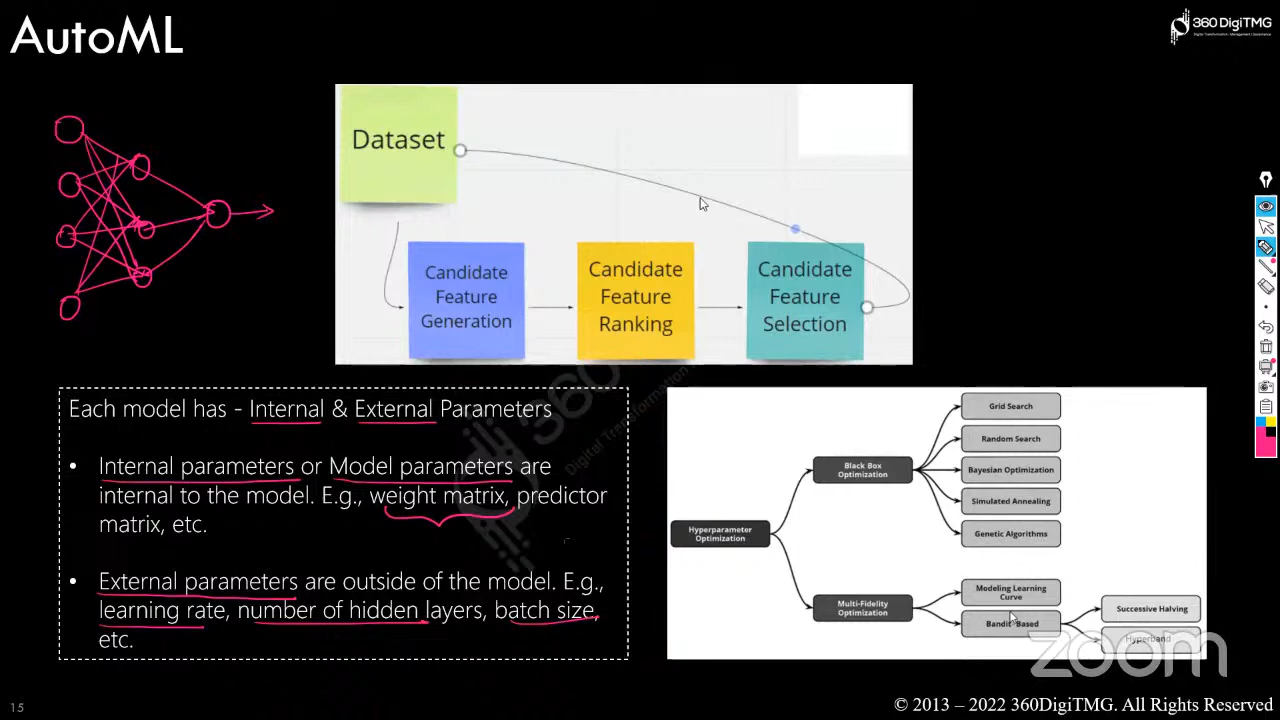 AutoML
360 DigiTMG
Dataset
Candidate
Feature
Generation
Candidate
Feature
Ranking
Candidate
Feature
Selection
Each model has - Internal & External Parameters
• Internal parameters or Model parameters are
internal to the model. E.g., weight matrix, predictor
matrix, etc.
• External parameters are outside of the model. E.g.,
learning rate, number of hidden layers, batch size,
etc.
Hyperparameter
Optimization
Black Box
Optimization
Grid Search
Random Search
Bayesian Optimization
Simulated Annealing
Genetic Algorithms
Multi-Fidelity
Optimization
Modeling Learning
Curve
Bandit Based
Successive Halving
Hyperband
zoom
15
© 2013 – 2022 360DigiTMG. All Rights Reserved